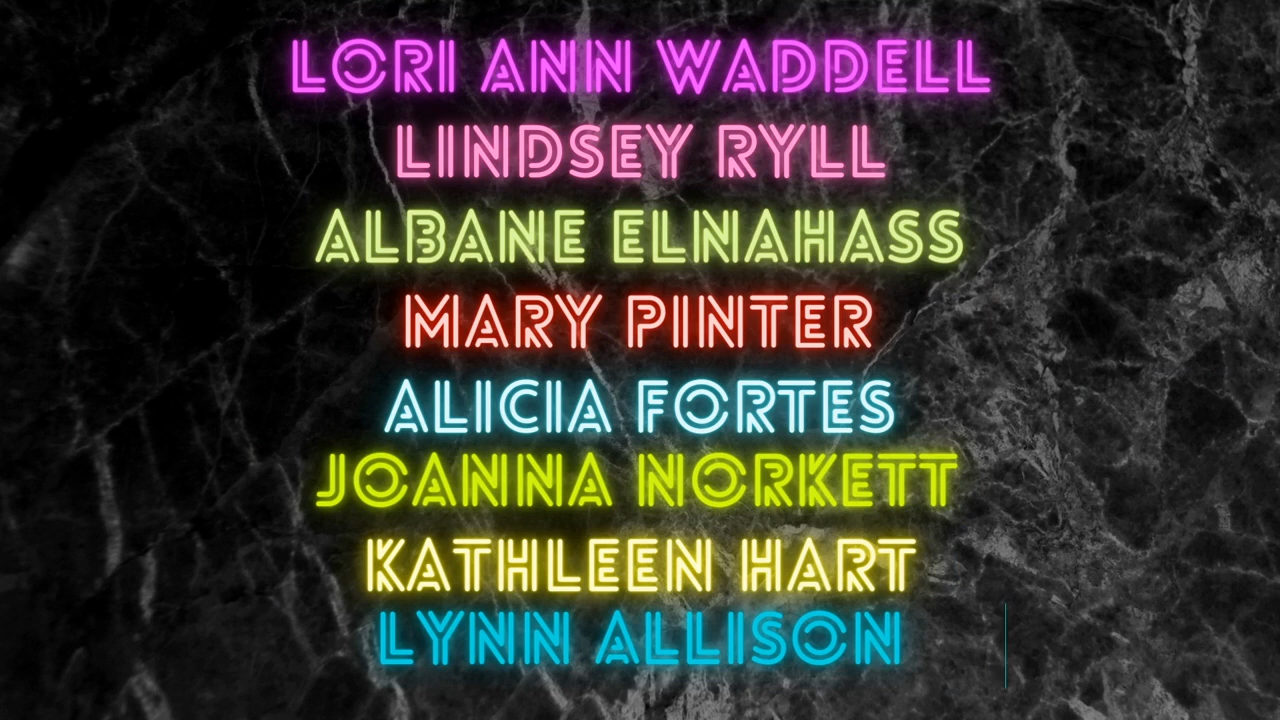 LORI ANN WADDELL
LINDSEY RYLL
ALBANE ELNAHASS
MARY PINTER
ALICIA FORTES
JOANNA NORKETT
KATHLEEN HART
LYNN ALLISON